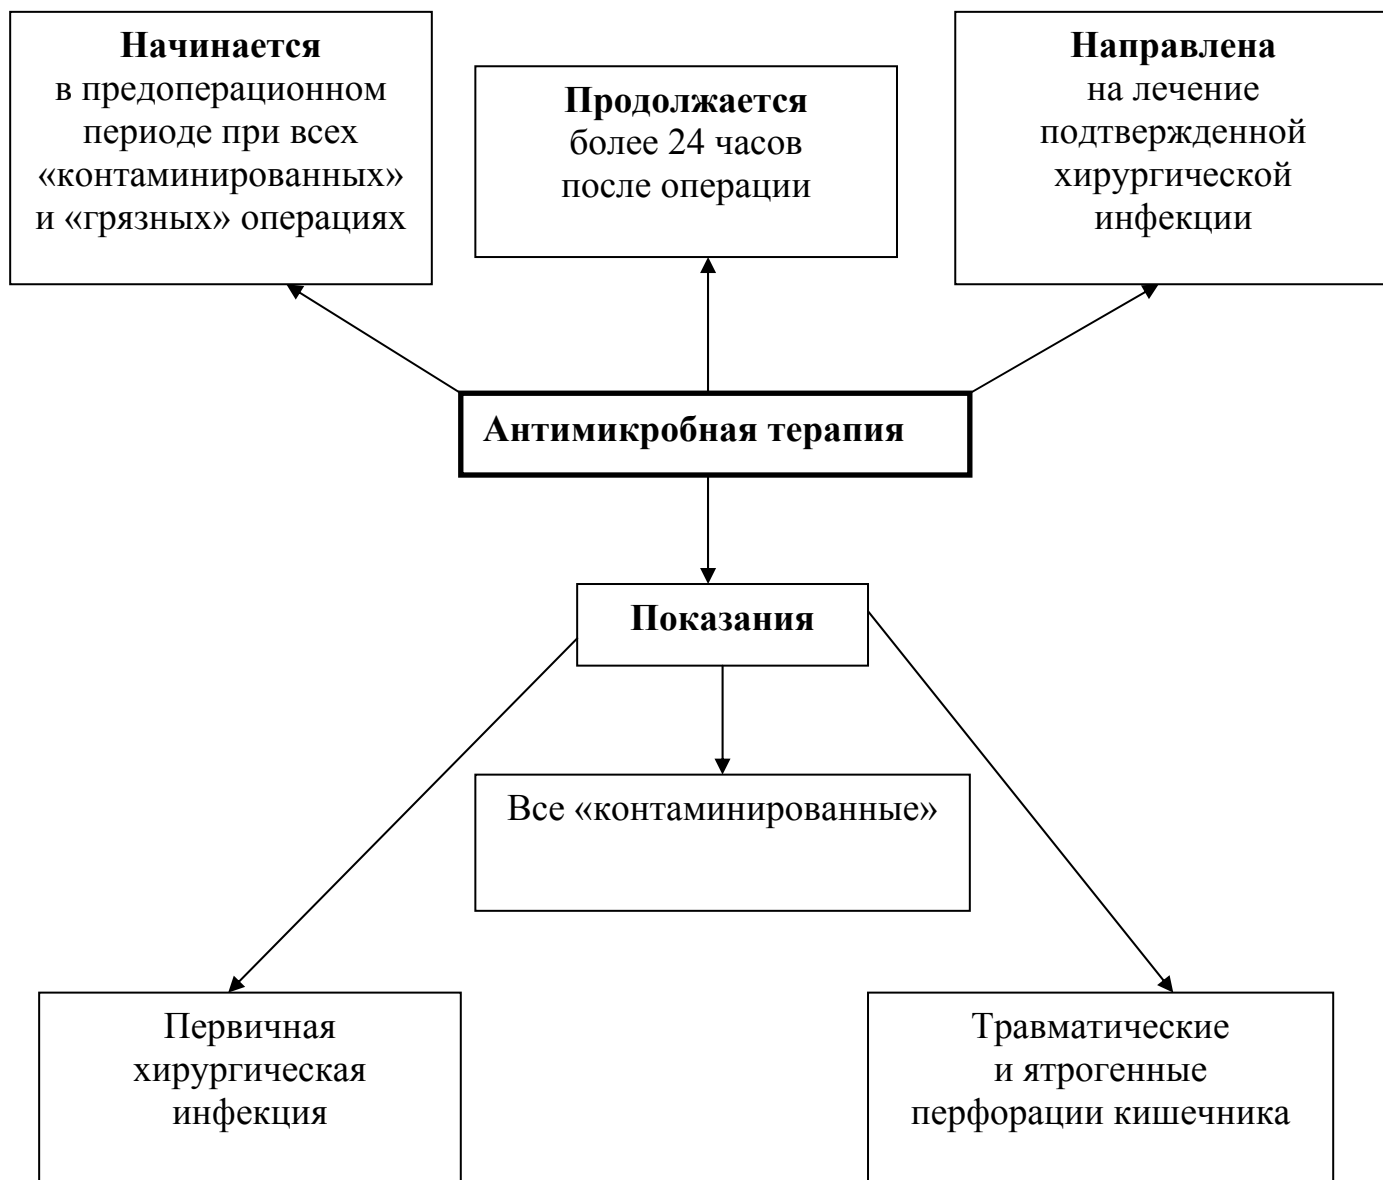 Начинается
в предоперационном
периоде при всех
«контаминированных»
и «грязных» операциях
Продолжается
более 24 часов
после операции
Направлена
на лечение
подтвержденной
хирургической
инфекции
Антимикробная терапия
Показания
Все «контаминированные»
Первичная
хирургическая
инфекция
Травматические
и ятрогенные
перфорации кишечника